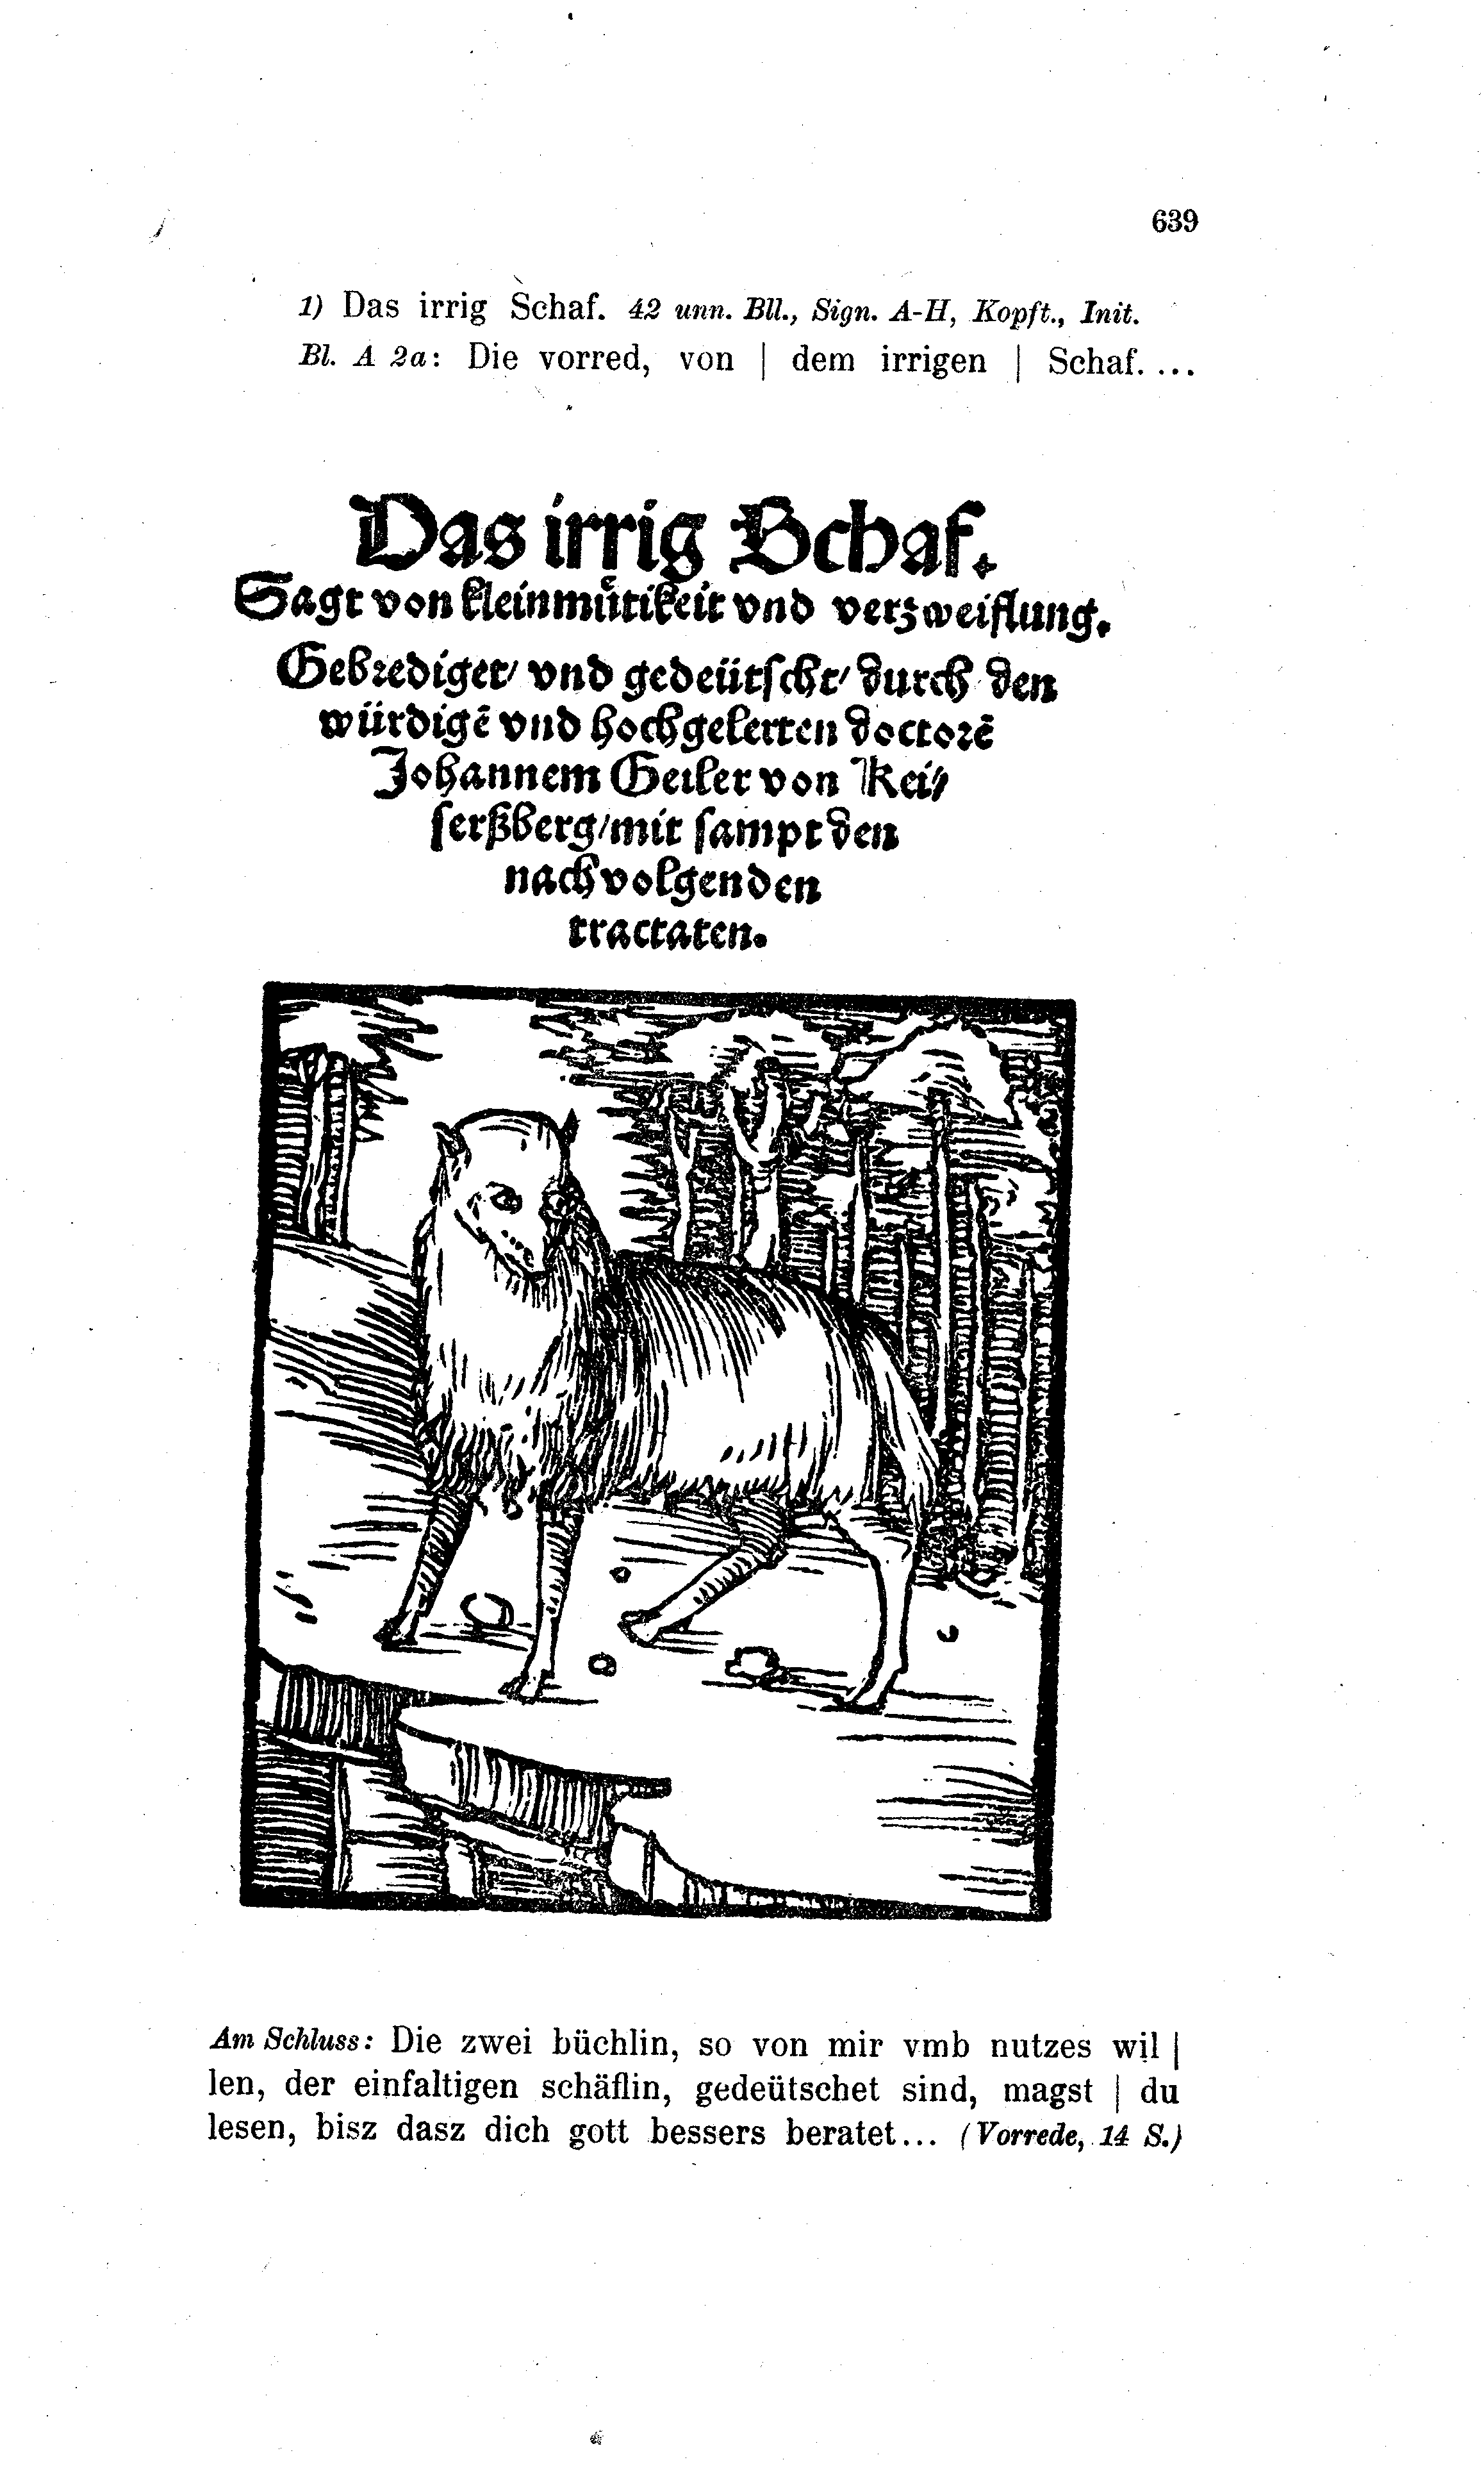 639
1) Das irrig Schaf. 42 unn. Bll., Sign. A-H, Kopft., Init.
Bl. A 2a: Die vorred, von | dem irrigen | Schaf. ...
Das irrig Schaf.
Sagt von kleinmuͤtikeit vnd verzweiflung.
Gebrediget/ vnd gedeütscht/ durch den
würdigē vnd hochgelerten doctorē
Johannem Geiler von Kei⸗
serßberg/mit sampt den
nachvolgenden
tractaten.
Am Schluss: Die zwei büchlin, so von mir vmb nutzes wil |
len, der einfaltigen schäflin, gedeütschet sind, magst | du
lesen, bisz dasz dich gott bessers beratet... (Vorrede, 14 S.)